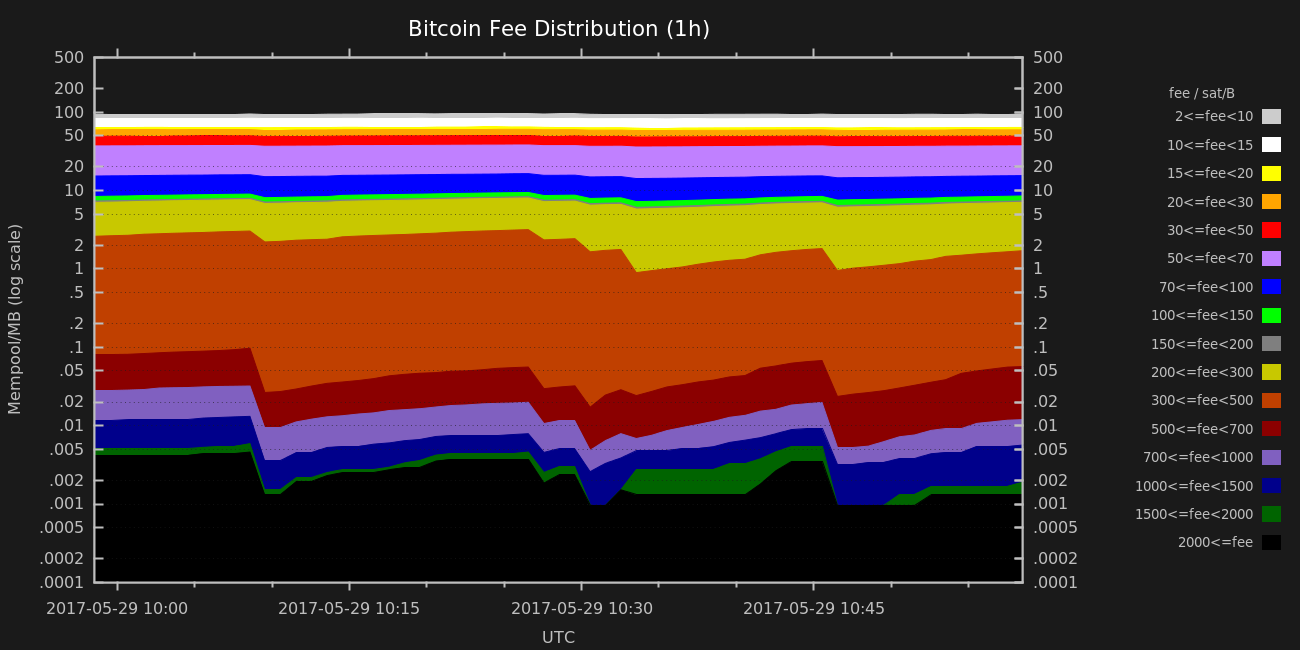 Bitcoin Fee Distribution (1h)
500 500
200 200
fee / sat/B
100 100
2<=fee<10
50 50
10<=fee<15
20 20
15<=fee<20
10 10
20<=fee<30
5 5
30<=fee<50
2 2
50<=fee<70
1 1
70<=fee<100
.5 .5
100<=fee<150
.2 .2
150<=fee<200
.1 .1
200<=fee<300
.05 .05
300<=fee<500
.02 .02
500<=fee<700
.01 .01
700<=fee<1000
.005 .005
1000<=fee<1500
.002 .002
1500<=fee<2000
.001 .001
2000<=fee
.0005 .0005
.0002 .0002
.0001 .0001
Mempool/MB (log scale)
2017-05-29 10:00 2017-05-29 10:15 2017-05-29 10:30 2017-05-29 10:45
UTC